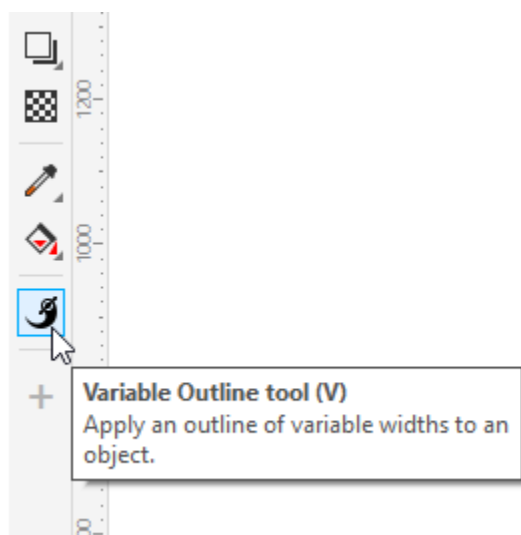 1200
1000
Variable Outline tool (V)
Apply an outline of variable widths to an
object.